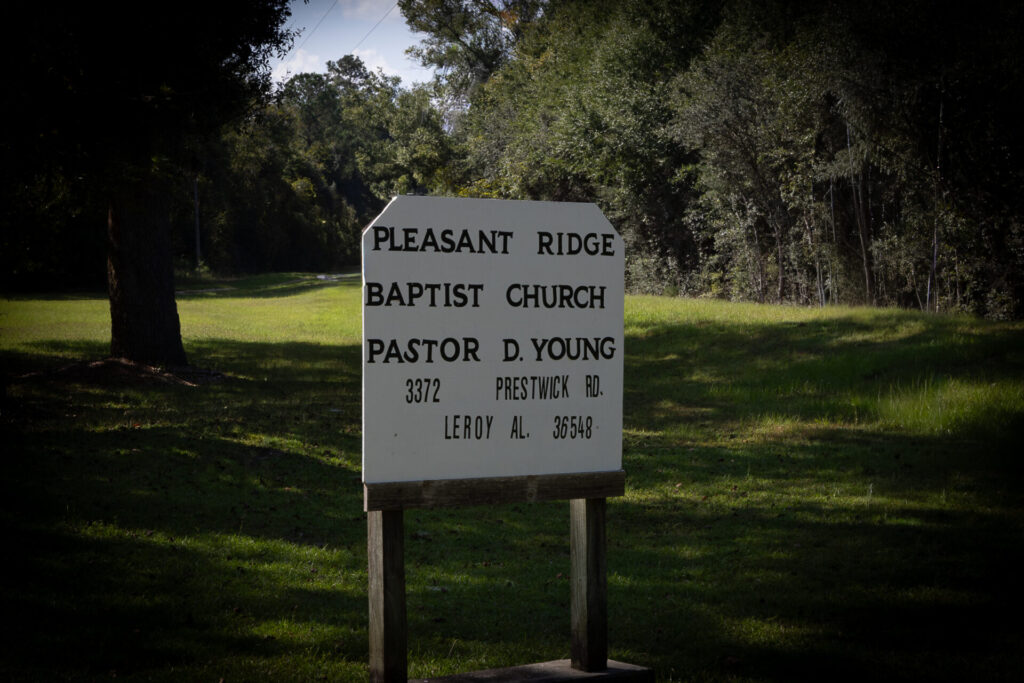 PLEASANT RIDGE
BAPTIST CHURCH
PASTOR D. YOUNG
3372 PRESTWICK RD.
LEROY AL. 36548